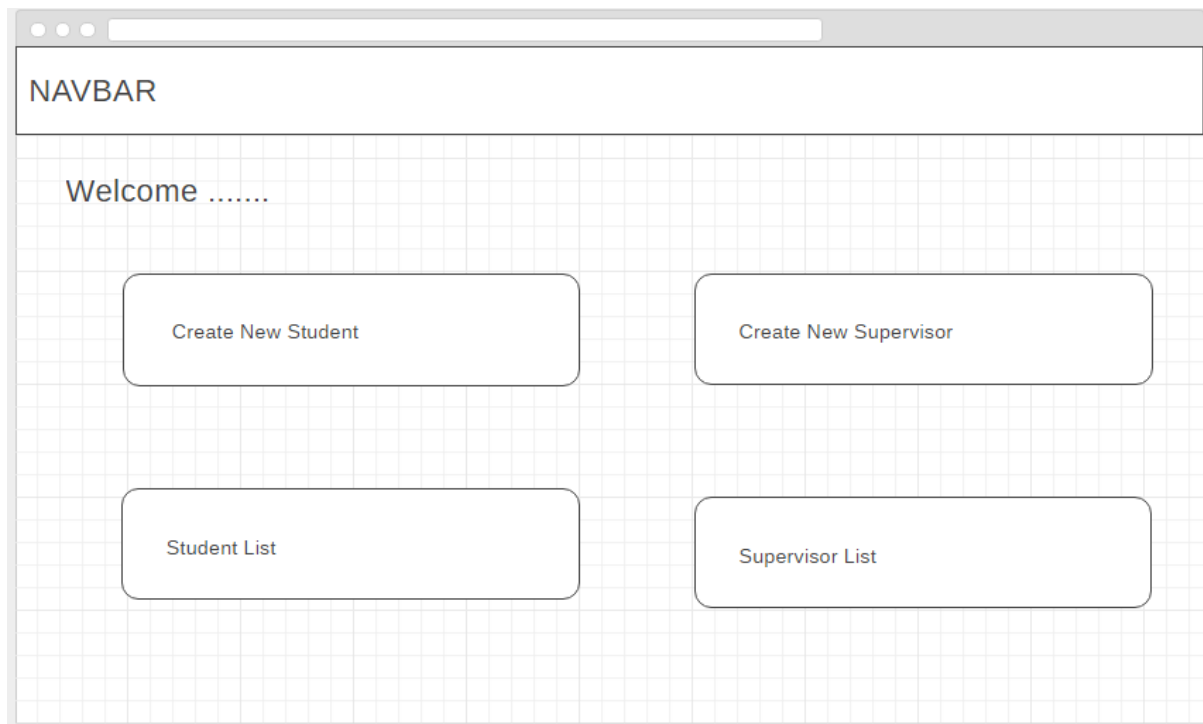 NAVBAR
Welcome .......
Create New Student
Create New Supervisor
Student List
Supervisor List